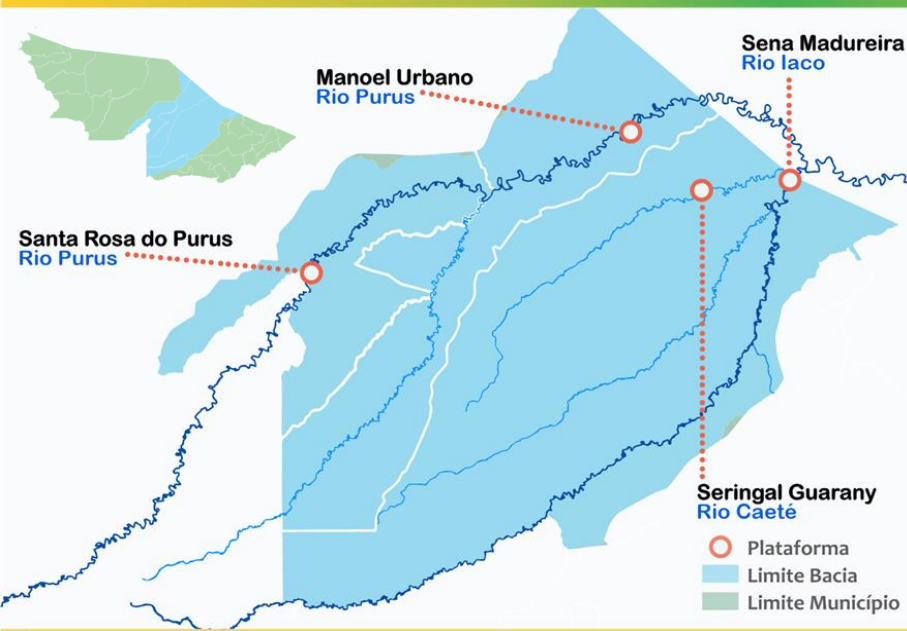 Sena Madureira
Rio Iaco
Manoel Urbano
Rio Purus
Santa Rosa do Purus
Rio Purus
Seringal Guarany
Rio Caeté
Plataforma
Limite Bacia
Limite Município